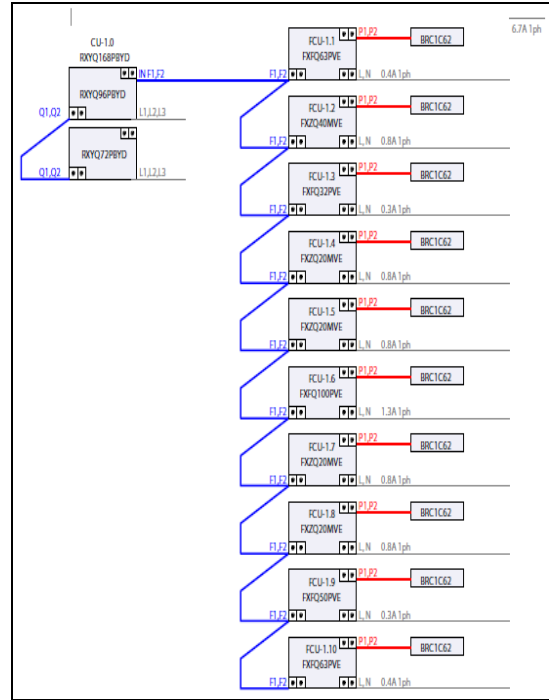 6.7A 1ph
CU-1.0
RXYQ168PBYD
RXYQ96PBYD
IN F1,F2
Q1,Q2
L1,L2,L3
RXYQ72PBYD
Q1,Q2
L1,L2,L3
FCU-1.1
FXFQ63PVE
P1,P2
BRC1C62
F1,F2
L, N 0.4A 1ph
FCU-1.2
FXZQ40MVE
P1,P2
BRC1C62
F1,F2
L, N 0.8A 1ph
FCU-1.3
FXFQ32PVE
P1,P2
BRC1C62
F1,F2
L, N 0.3A 1ph
FCU-1.4
FXZQ20MVE
P1,P2
BRC1C62
F1,F2
L, N 0.8A 1ph
FCU-1.5
FXZQ20MVE
P1,P2
BRC1C62
F1,F2
L, N 0.8A 1ph
FCU-1.6
FXFQ100PVE
P1,P2
BRC1C62
F1,F2
L, N 1.3A 1ph
FCU-1.7
FXZQ20MVE
P1,P2
BRC1C62
F1,F2
L, N 0.8A 1ph
FCU-1.8
FXZQ20MVE
P1,P2
BRC1C62
F1,F2
L, N 0.8A 1ph
FCU-1.9
FXFQ50PVE
P1,P2
BRC1C62
F1,F2
L, N 0.3A 1ph
FCU-1.10
FXFQ63PVE
P1,P2
BRC1C62
F1,F2
L, N 0.4A 1ph